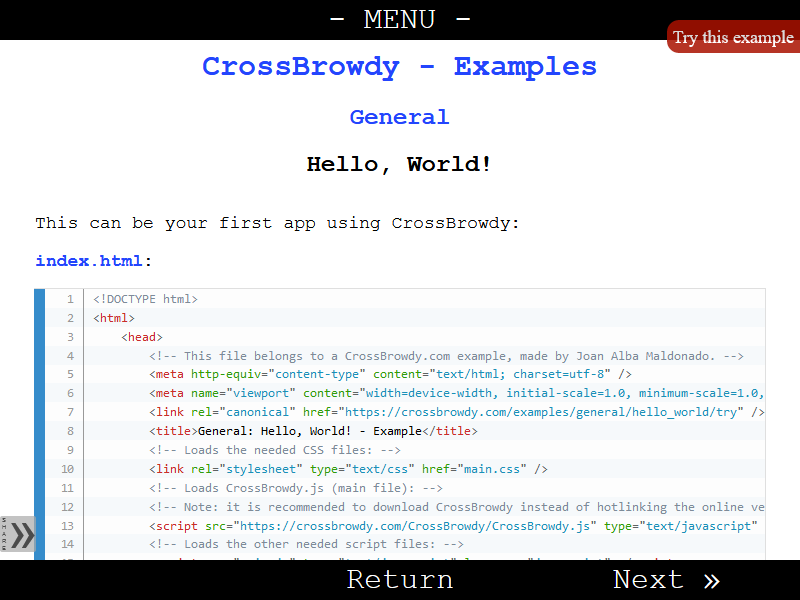 - MENU -
Try this example
CrossBrowdy - Examples
General
Hello, World!
This can be your first app using CrossBrowdy:
index.html:
1 <!DOCTYPE html>
2 <html>
3 <head>
4 <!-- This file belongs to a CrossBrowdy.com example, made by Joan Alba Maldonado. -->
5 <meta http-equiv="content-type" content="text/html; charset=utf-8" />
6 <meta name="viewport" content="width=device-width, initial-scale=1.0, minimum-scale=1.0,
7 <link rel="canonical" href="https://crossbrowdy.com/examples/general/hello_world/try" />
8 <title>General: Hello, World! - Example</title>
9 <!-- Loads the needed CSS files: -->
10 <link rel="stylesheet" type="text/css" href="main.css" />
11 <!-- Loads CrossBrowdy.js (main file): -->
12 <!-- Note: it is recommended to download CrossBrowdy instead of hotlinking the online ve
13 <script src="https://crossbrowdy.com/CrossBrowdy/CrossBrowdy.js" type="text/javascript"
14 <!-- Loads the other needed script files: -->
SHARE »
Return
Next »